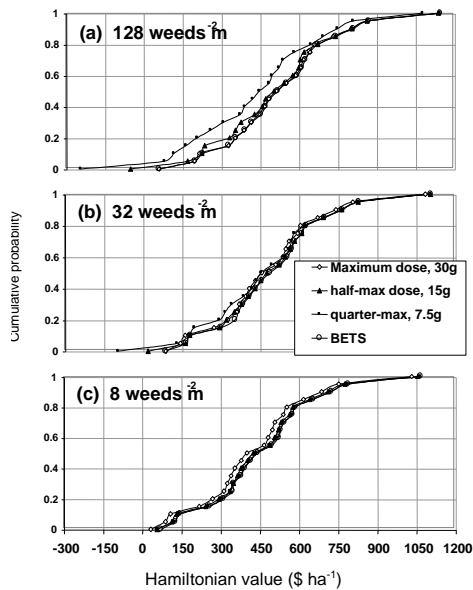 (a) 128 weeds m-2
1
0.8
0.6
0.4
0.2
0
Cumulative probability
(b) 32 weeds m-2
1
0.8
0.6
0.4
0.2
0
Maximum dose, 30g
half-max dose, 15g
quarter-max, 7.5g
BETS
(c) 8 weeds m-2
1
0.8
0.6
0.4
0.2
0
-300 -150 0 150 300 450 600 750 900 1050 1200
Hamiltonian value ($ ha-1)